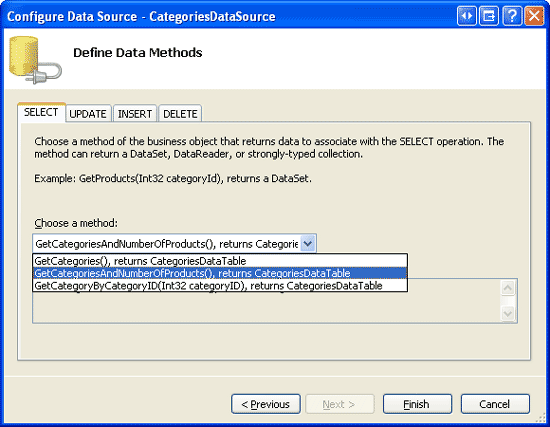 Configure Data Source - CategoriesDataSource
Define Data Methods
SELECT UPDATE INSERT DELETE
Choose a method of the business object that returns data to associate with the SELECT operation. The
method can return a DataSet, DataReader, or strongly-typed collection.
Example: GetProducts(Int32 categoryId), returns a DataSet.
Choose a method:
GetCategoriesAndNumberOfProducts(), returns Categorie
GetCategories(), returns CategoriesDataTable
GetCategoriesAndNumberOfProducts(), returns CategoriesDataTable
GetCategoryByCategoryID(Int32 categoryID), returns CategoriesDataTable
< Previous Next > Finish Cancel